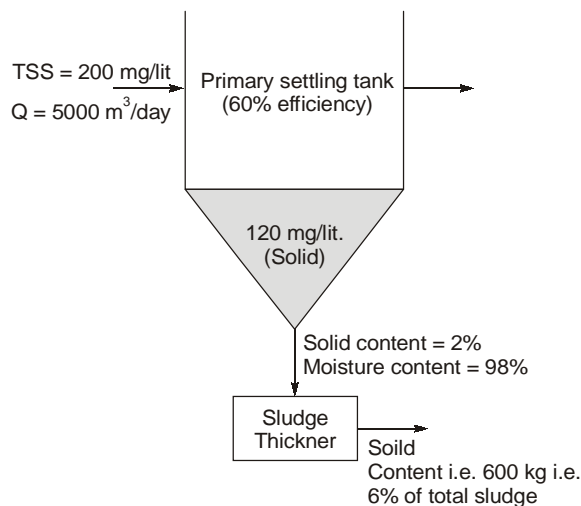 TSS = 200 mg/lit
Q = 5000 m³/day
Primary settling tank
(60% efficiency)
120 mg/lit.
(Solid)
Solid content = 2%
Moisture content = 98%
Sludge
Thickner
Soild
Content i.e. 600 kg i.e.
6% of total sludge